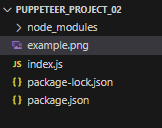 PUPPETEER_PROJECT_02
node_modules
example.png
JS index.js
{} package-lock.json
{} package.json